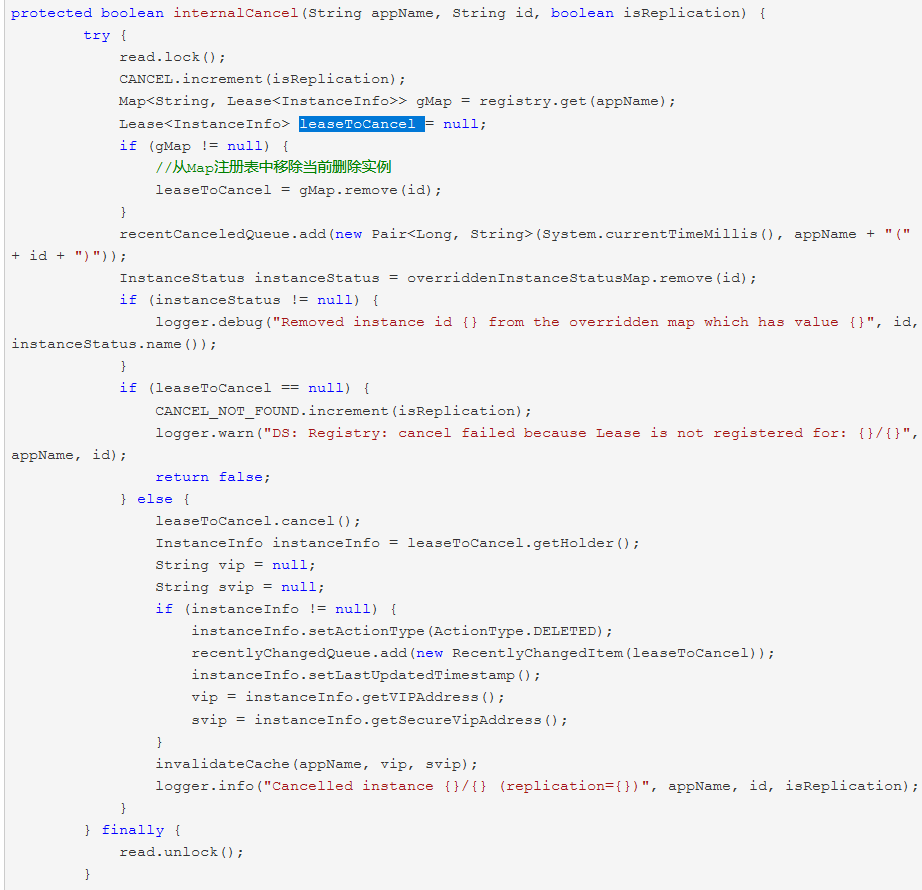 protected boolean internalCancel(String appName, String id, boolean isReplication) {
try {
read.lock();
CANCEL.increment(isReplication);
Map<String, Lease<InstanceInfo>> gMap = registry.get(appName);
Lease<InstanceInfo> leaseToCancel = null;
if (gMap != null) {
//从Map注册表中移除当前删除实例
leaseToCancel = gMap.remove(id);
}
recentCanceledQueue.add(new Pair<Long, String>(System.currentTimeMillis(), appName + "("
+ id + ")"));
InstanceStatus instanceStatus = overriddenInstanceStatusMap.remove(id);
if (instanceStatus != null) {
logger.debug("Removed instance id {} from the overridden map which has value {}", id,
instanceStatus.name());
}
if (leaseToCancel == null) {
CANCEL_NOT_FOUND.increment(isReplication);
logger.warn("DS: Registry: cancel failed because Lease is not registered for: {}/{}",
appName, id);
return false;
} else {
leaseToCancel.cancel();
InstanceInfo instanceInfo = leaseToCancel.getHolder();
String vip = null;
String svip = null;
if (instanceInfo != null) {
instanceInfo.setActionType(ActionType.DELETED);
recentlyChangedQueue.add(new RecentlyChangedItem(leaseToCancel));
instanceInfo.setLastUpdatedTimestamp();
vip = instanceInfo.getVIPAddress();
svip = instanceInfo.getSecureVipAddress();
}
invalidateCache(appName, vip, svip);
logger.info("Cancelled instance {}/{} (replication={})", appName, id, isReplication);
}
} finally {
read.unlock();
}